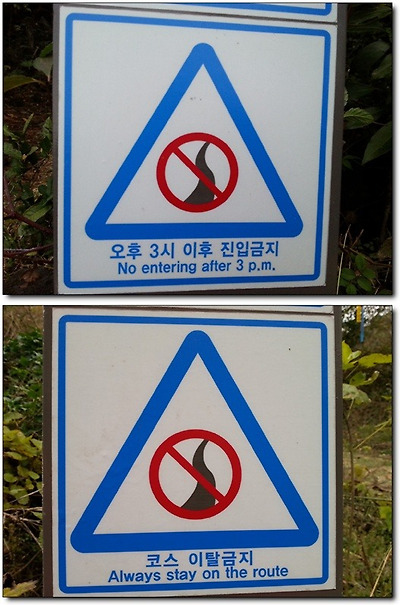 오후 3시 이후 진입금지
No entering after 3 p.m.
코스 이탈금지
Always stay on the route